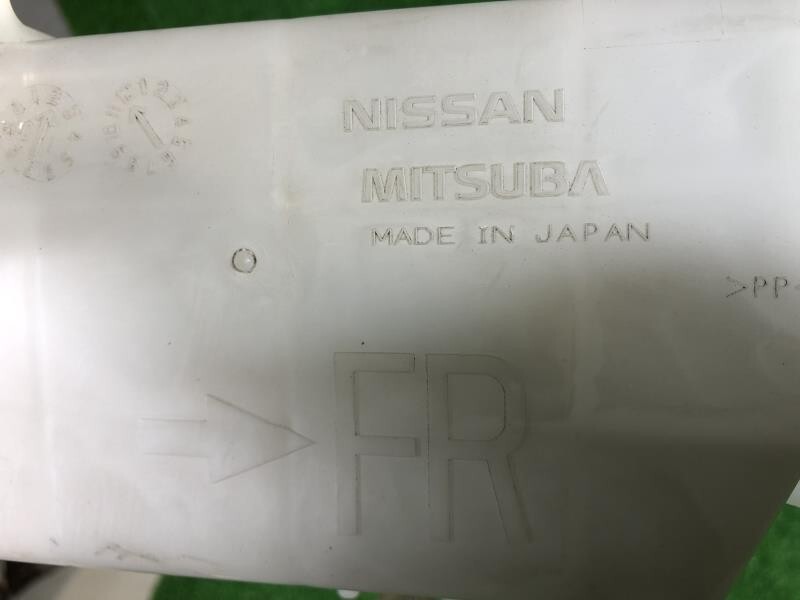 NISSAN
MITSUBA
MADE IN JAPAN
>PP<
FR